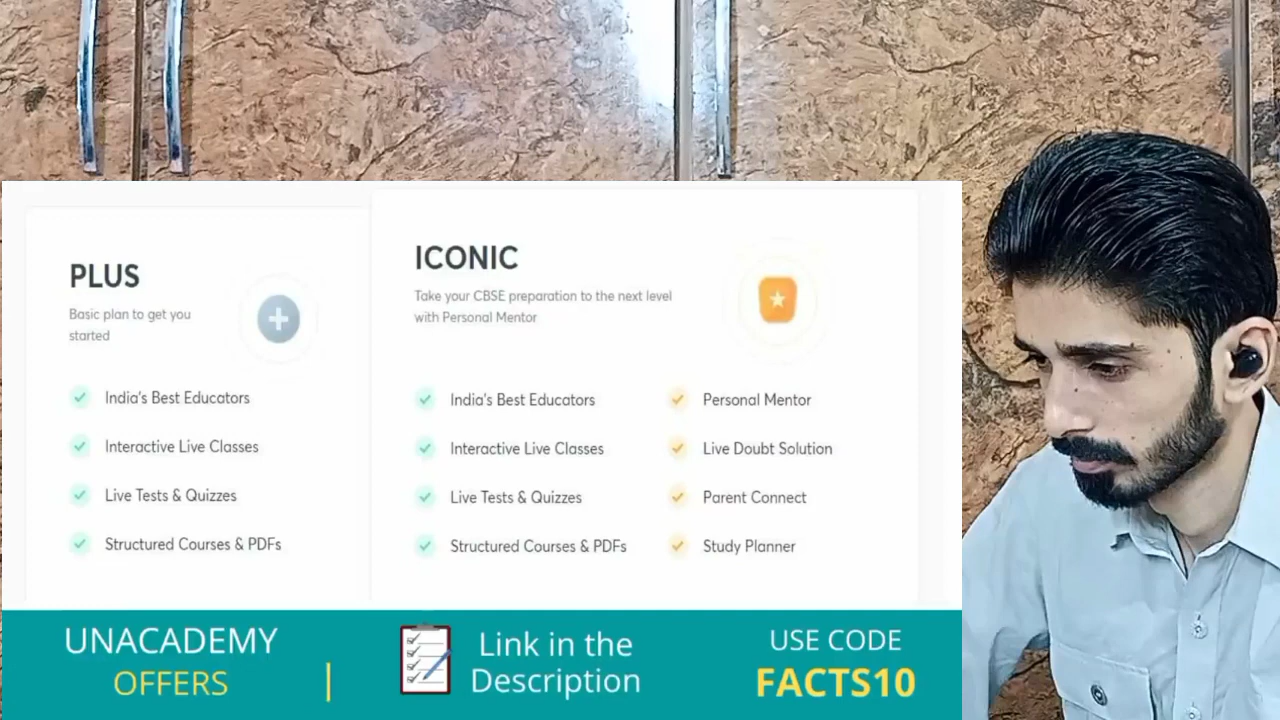 PLUS
Basic plan to get you
started
India's Best Educators
Interactive Live Classes
Live Tests & Quizzes
Structured Courses & PDFs
ICONIC
Take your CBSE preparation to the next level
with Personal Mentor
India's Best Educators
Interactive Live Classes
Live Tests & Quizzes
Structured Courses & PDFs
Personal Mentor
Live Doubt Solution
Parent Connect
Study Planner
UNACADEMY
OFFERS
Link in the
Description
USE CODE
FACTS10